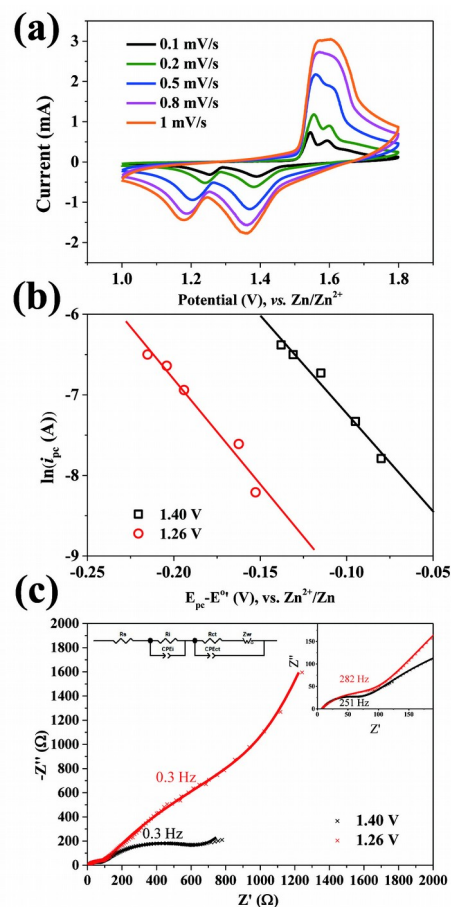 (a)
0.1 mV/s
0.2 mV/s
0.5 mV/s
0.8 mV/s
1 mV/s
Current (mA)
3
2
1
0
-1
-2
1.0 1.2 1.4 1.6 1.8
Potential (V), vs. Zn/Zn²⁺
(b)
ln(i_pc (A))
-6
-7
-8
-9
1.40 V
1.26 V
-0.25 -0.20 -0.15 -0.10 -0.05
E_pc-E°' (V), vs. Zn²⁺/Zn
(c)
-Z'' (Ω)
2000
1800
1600
1400
1200
1000
800
600
400
200
0
Rs Ri Rct Zw
CPEi CPEct
Z''
150
100
50
0
282 Hz
251 Hz
0 50 100 150
Z'
0.3 Hz
0.3 Hz
1.40 V
1.26 V
0 200 400 600 800 1000 1200 1400 1600 1800 2000
Z' (Ω)